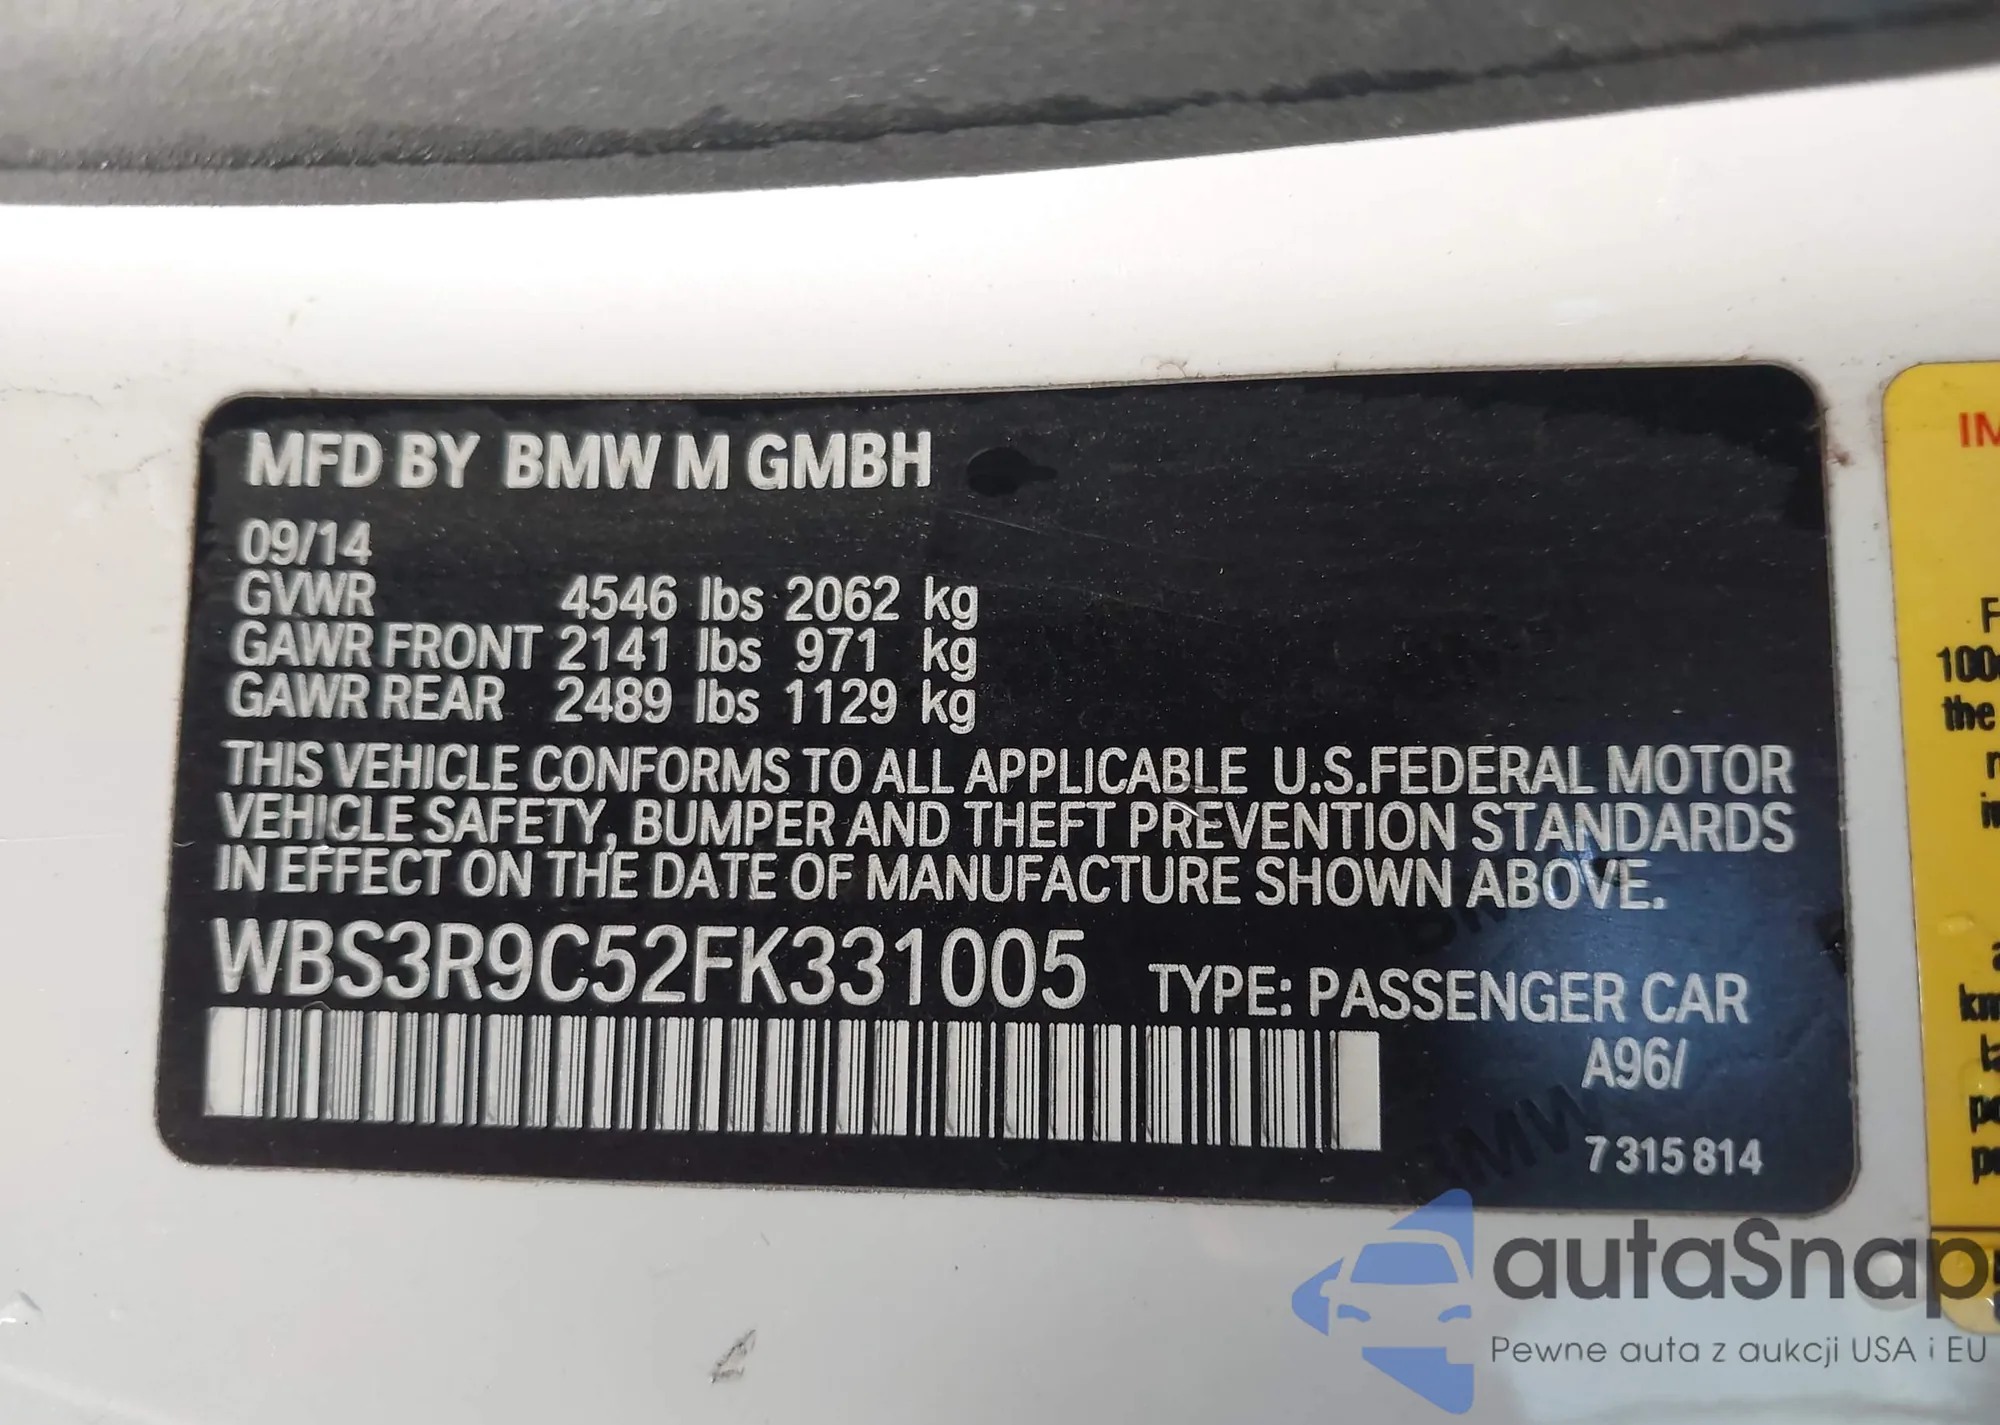 MFD BY BMW M GMBH
09/14
GVWR 4546 lbs 2062 kg
GAWR FRONT 2141 lbs 971 kg
GAWR REAR 2489 lbs 1129 kg
THIS VEHICLE CONFORMS TO ALL APPLICABLE U.S.FEDERAL MOTOR
VEHICLE SAFETY, BUMPER AND THEFT PREVENTION STANDARDS
IN EFFECT ON THE DATE OF MANUFACTURE SHOWN ABOVE.
WBS3R9C52FK331005 TYPE: PASSENGER CAR
A96/
7 315 814
BMW
the
autaSnap
Pewne auta z aukcji USA i EU